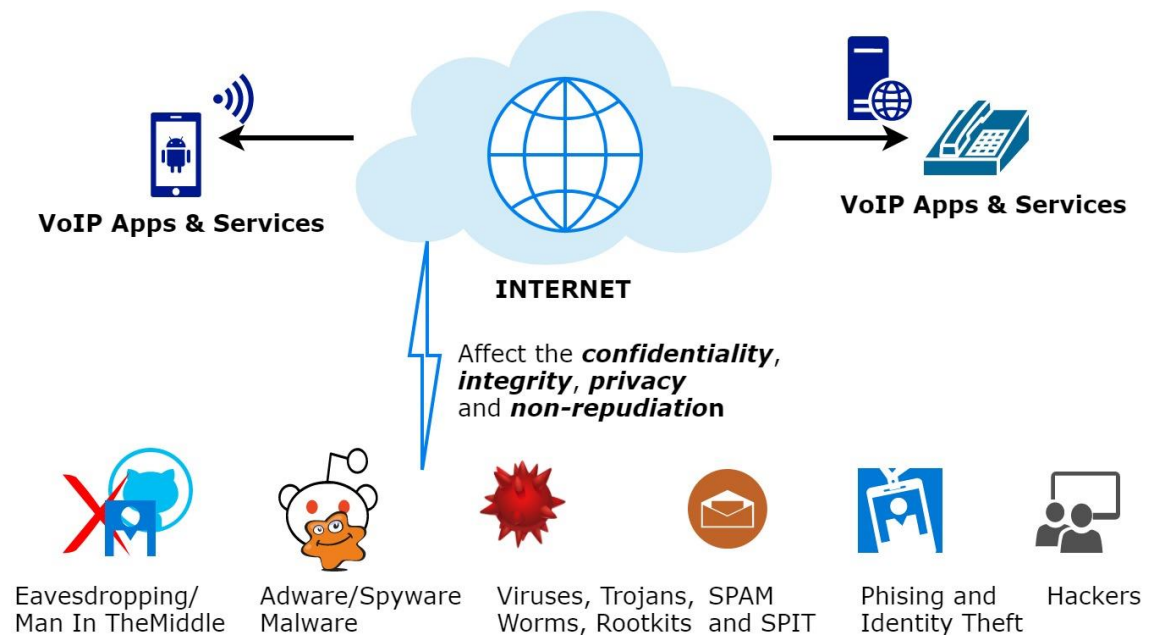 VoIP Apps & Services
VoIP Apps & Services
INTERNET
Affect the confidentiality,
integrity, privacy
and non-repudiation
Eavesdropping/
Man In TheMiddle
Adware/Spyware
Malware
Viruses, Trojans,
Worms, Rootkits
SPAM
and SPIT
Phising and
Identity Theft
Hackers